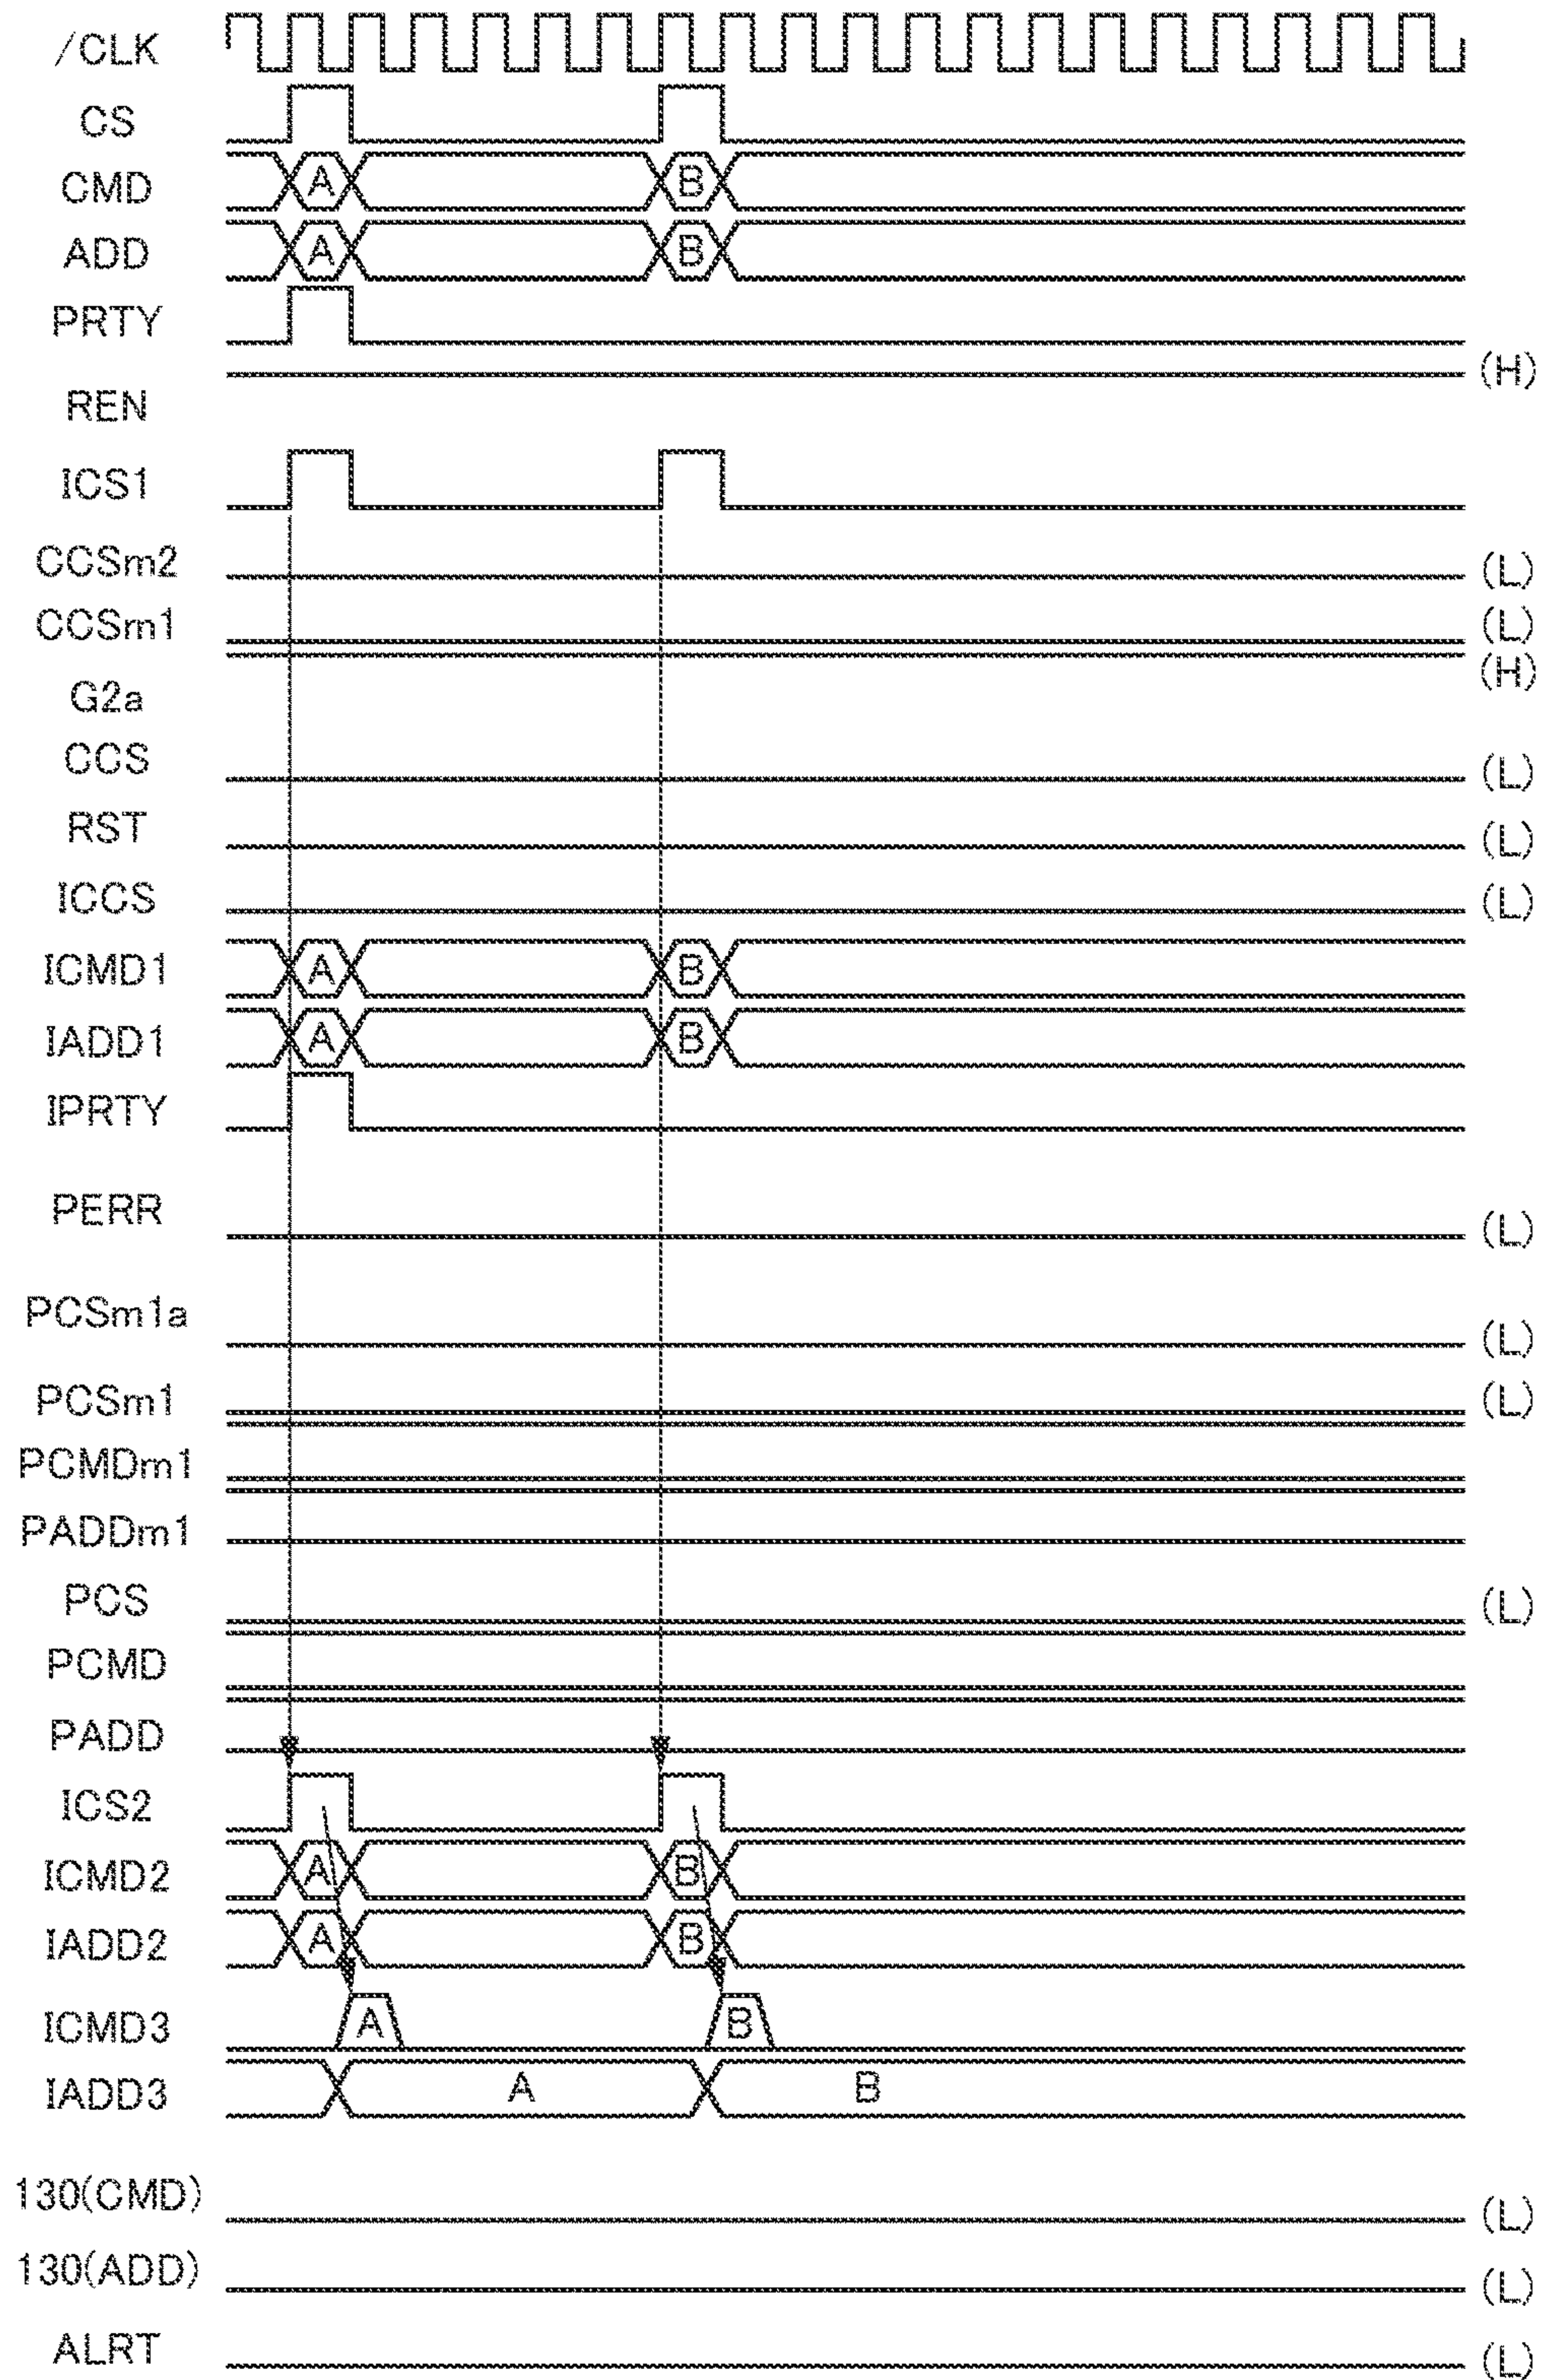 /CLK
CS
CMD A B
ADD A B
PRTY
REN (H)
ICS1
CCSm2 (L)
CCSm1 (L)
G2a (H)
CCS (L)
RST (L)
ICCS (L)
ICMD1 A B
IADD1 A B
IPRTY
PERR (L)
PCSm1a (L)
PCSm1 (L)
PCMDm1
PADDm1
PCS (L)
PCMD
PADD
ICS2
ICMD2 A B
IADD2 A B
ICMD3 A B
IADD3 A B
130(CMD) (L)
130(ADD) (L)
ALRT (L)